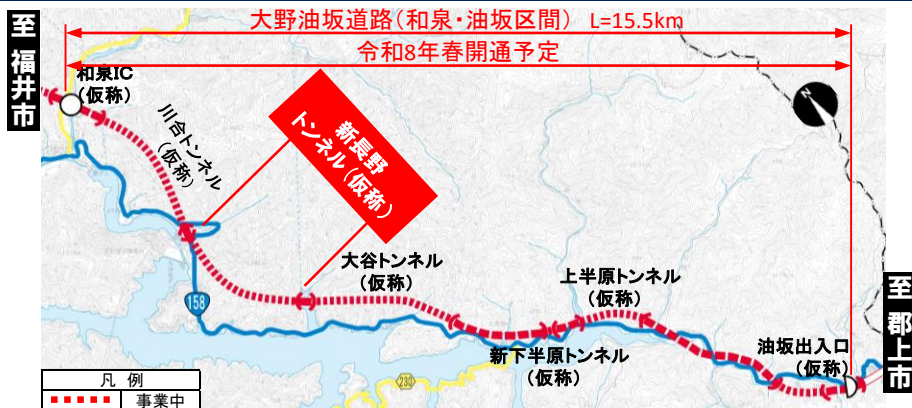 大野油坂道路(和泉・油坂区間) L=15.5km
令和8年春開通予定
至 福井市
和泉IC
(仮称)
川合トンネル
(仮称)
新長野
トンネル(仮称)
N
大谷トンネル
(仮称)
上半原トンネル
(仮称)
158
新下半原トンネル
(仮称)
油坂出入口
(仮称)
至 郡上市
230
凡 例
事業中